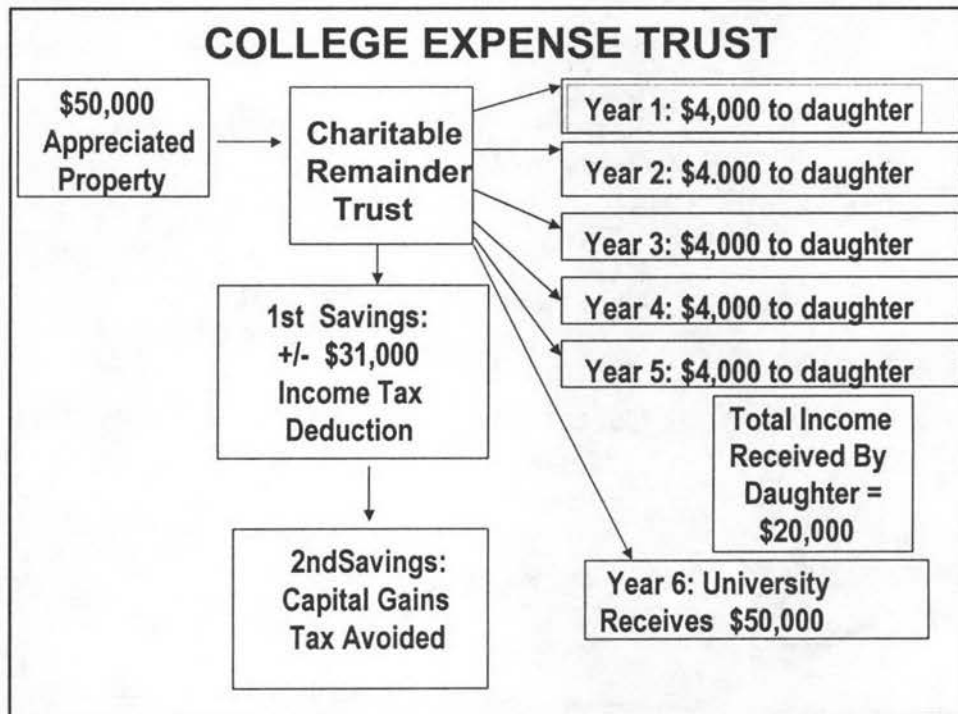 COLLEGE EXPENSE TRUST
$50,000
Appreciated
Property
Charitable
Remainder
Trust
Year 1: $4,000 to daughter
Year 2: $4.000 to daughter
Year 3: $4,000 to daughter
Year 4: $4,000 to daughter
Year 5: $4,000 to daughter
1st Savings:
+/- $31,000
Income Tax
Deduction
Total Income
Received By
Daughter =
$20,000
2ndSavings:
Capital Gains
Tax Avoided
Year 6: University
Receives $50,000